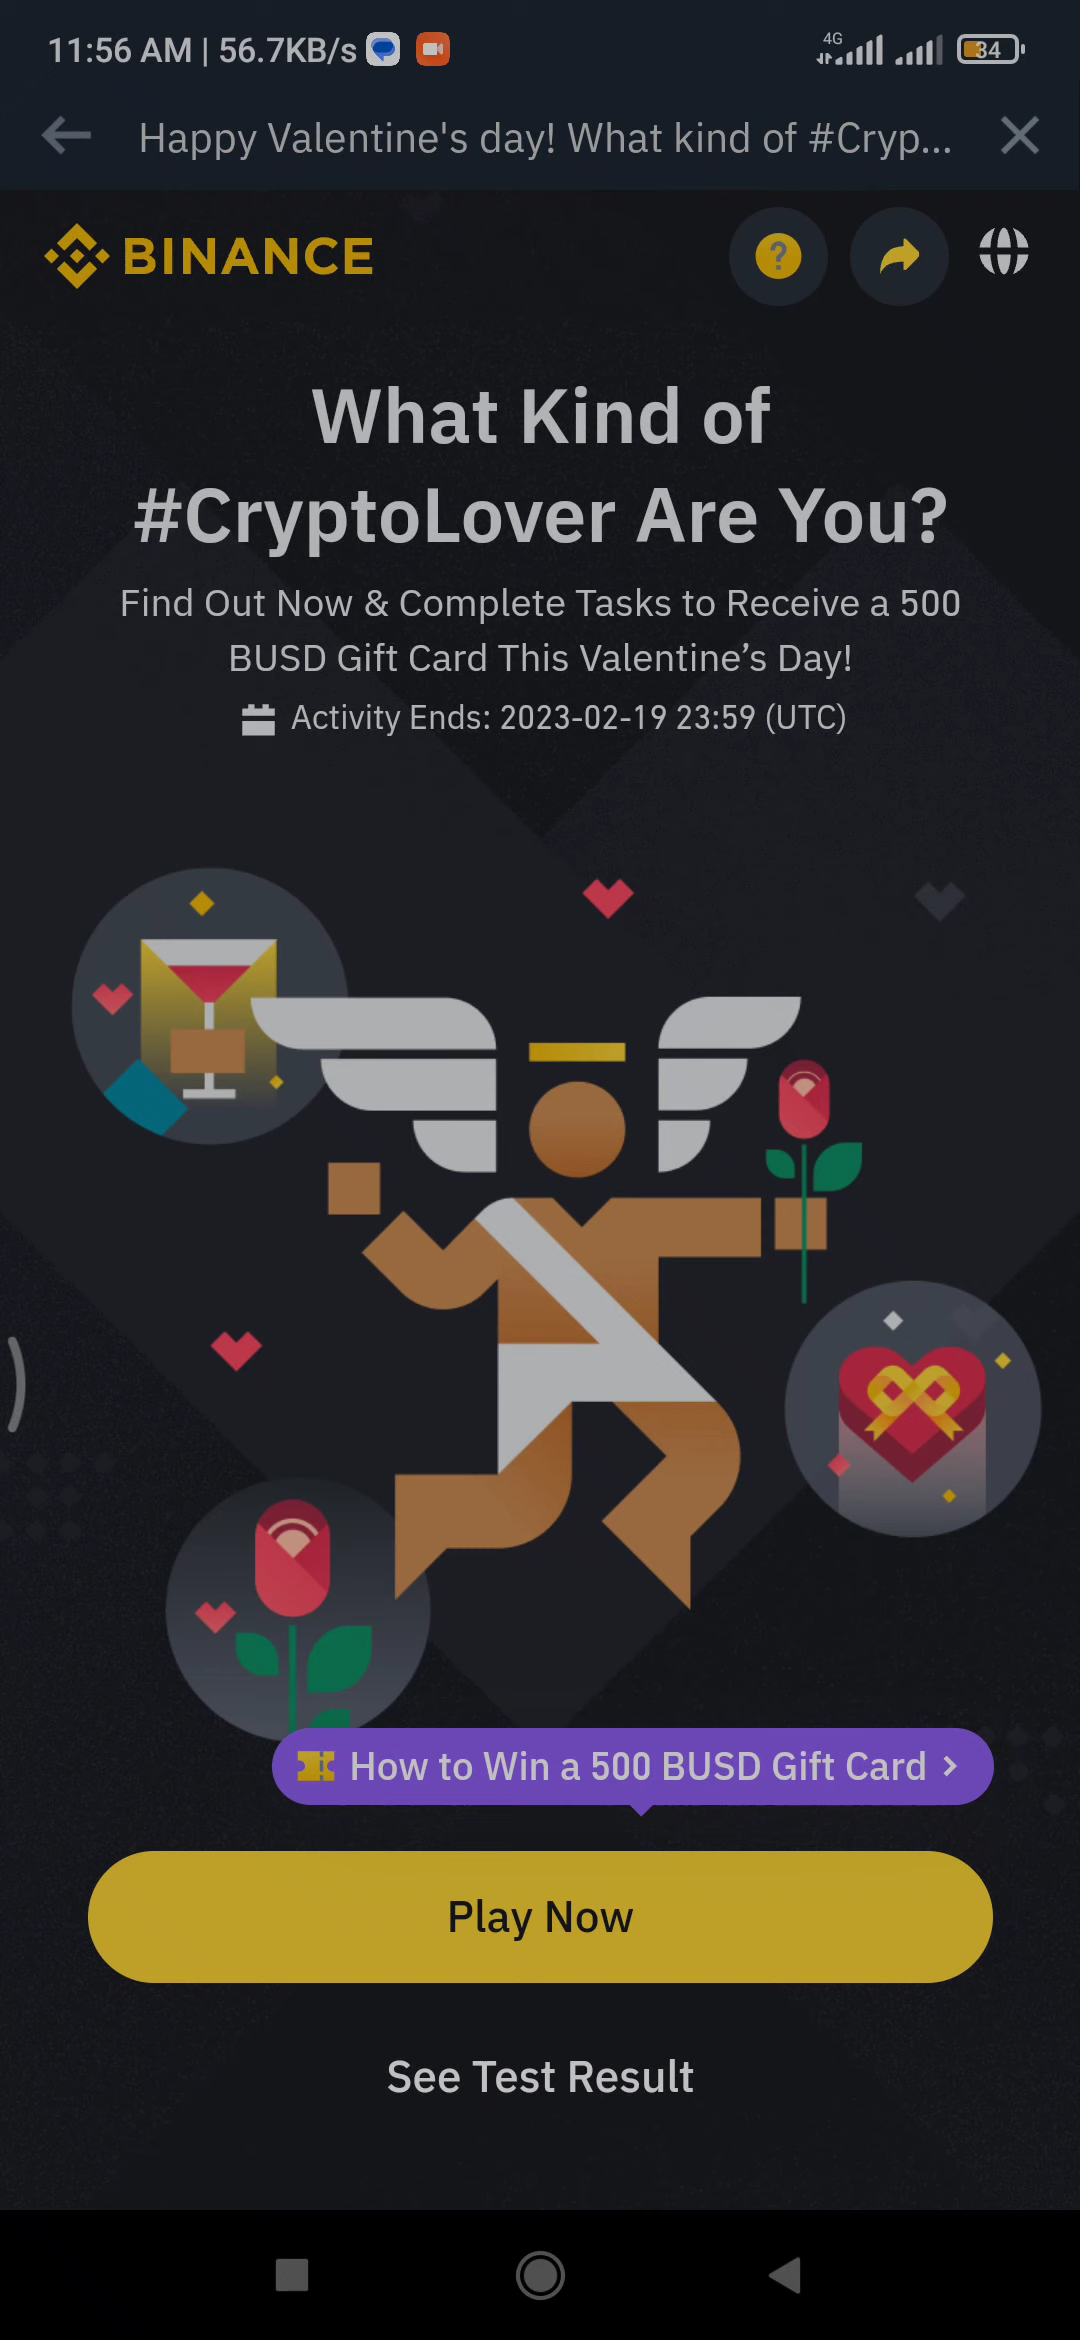 11:56 AM | 56.7KB/s
4G
34
Happy Valentine's day! What kind of #Cryp...
BINANCE
What Kind of
#CryptoLover Are You?
Find Out Now & Complete Tasks to Receive a 500
BUSD Gift Card This Valentine’s Day!
Activity Ends: 2023-02-19 23:59 (UTC)
How to Win a 500 BUSD Gift Card
Play Now
See Test Result